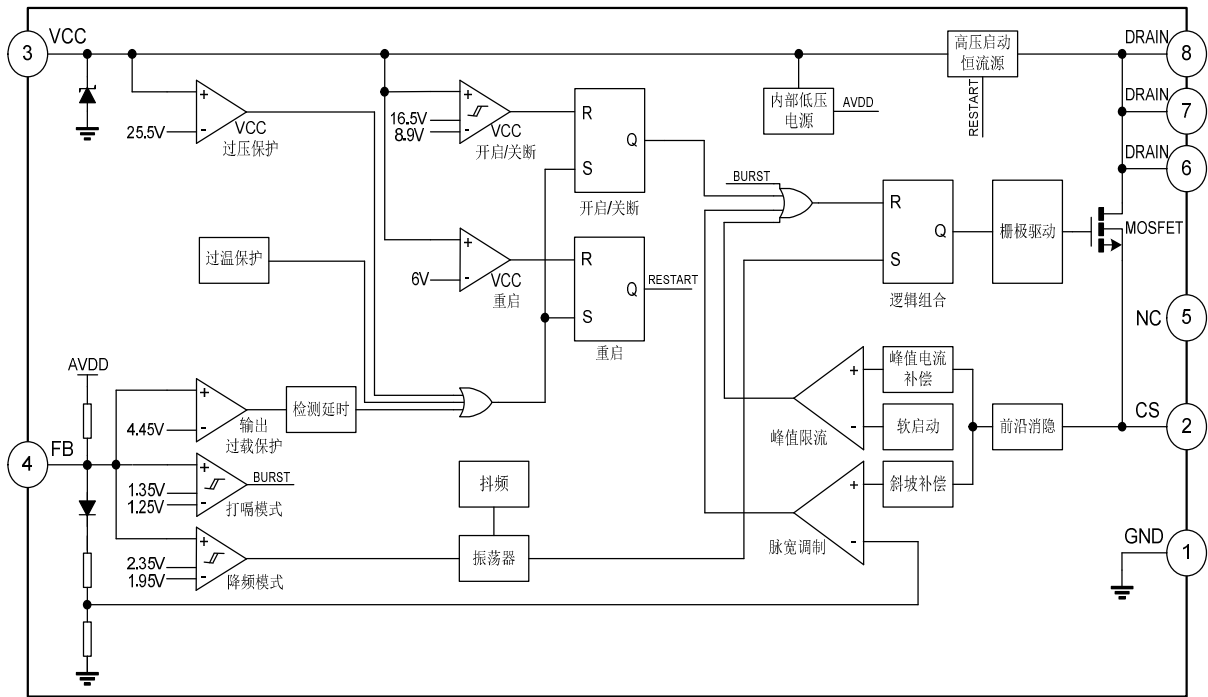 3
VCC
25.5V
+
-
VCC
过压保护
16.5V
8.9V
+
-
VCC
开启/关断
R
S
Q
开启/关断
内部低压
电源
AVDD
高压启动
恒流源
RESTART
DRAIN
8
DRAIN
7
DRAIN
6
MOSFET
过温保护
6V
+
-
VCC
重启
R
S
Q
RESTART
重启
BURST
R
S
Q
逻辑组合
栅极驱动
NC
5
AVDD
FB
4
4.45V
+
-
输出
过载保护
检测延时
1.35V
1.25V
+
-
BURST
打嗝模式
2.35V
1.95V
+
-
降频模式
抖频
振荡器
+
-
峰值限流
峰值电流
补偿
软启动
前沿消隐
CS
2
+
-
脉宽调制
斜坡补偿
GND
1